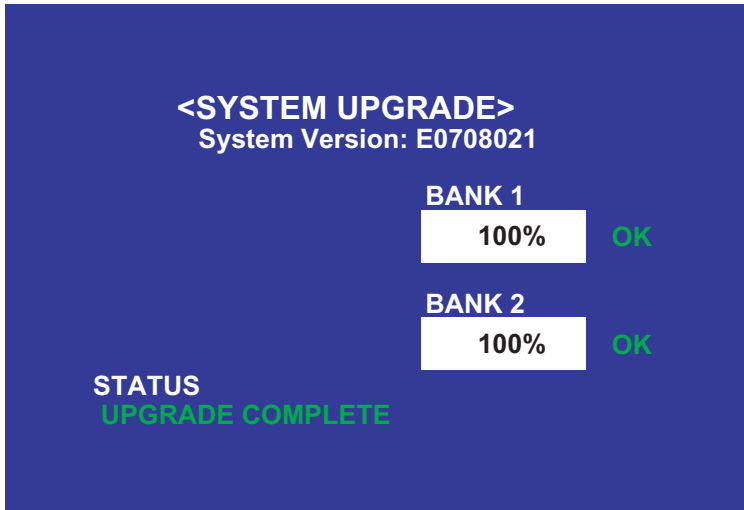 <SYSTEM UPGRADE>
System Version: E0708021
BANK 1
100% OK
BANK 2
100% OK
STATUS
UPGRADE COMPLETE